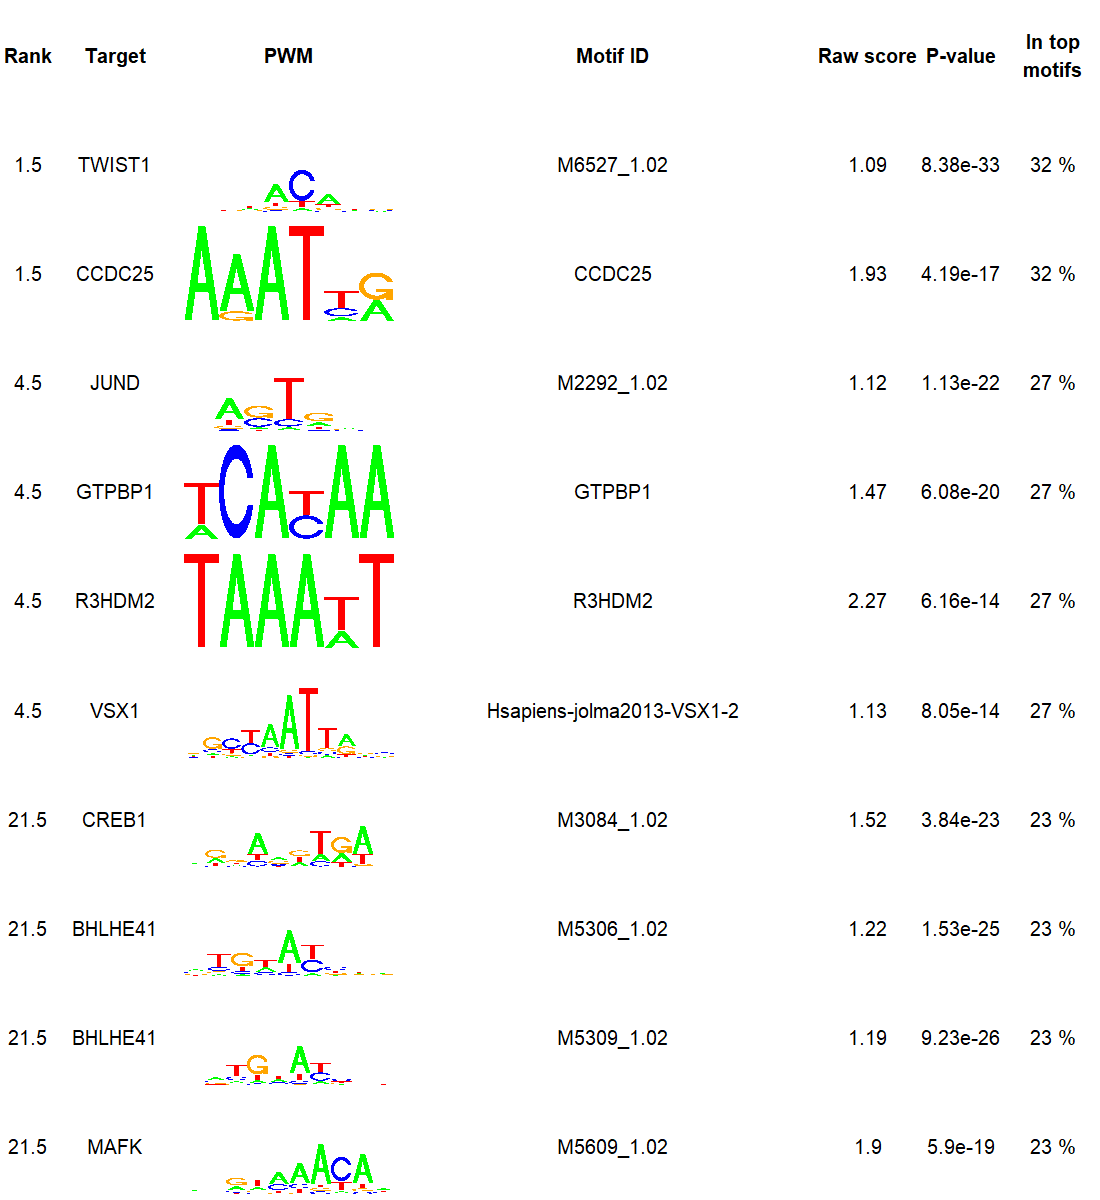 Rank Target PWM Motif ID Raw score P-value In top motifs
1.5 TWIST1 M6527_1.02 1.09 8.38e-33 32 %
1.5 CCDC25 CCDC25 1.93 4.19e-17 32 %
4.5 JUND M2292_1.02 1.12 1.13e-22 27 %
4.5 GTPBP1 GTPBP1 1.47 6.08e-20 27 %
4.5 R3HDM2 R3HDM2 2.27 6.16e-14 27 %
4.5 VSX1 Hsapiens-jolma2013-VSX1-2 1.13 8.05e-14 27 %
21.5 CREB1 M3084_1.02 1.52 3.84e-23 23 %
21.5 BHLHE41 M5306_1.02 1.22 1.53e-25 23 %
21.5 BHLHE41 M5309_1.02 1.19 9.23e-26 23 %
21.5 MAFK M5609_1.02 1.9 5.9e-19 23 %